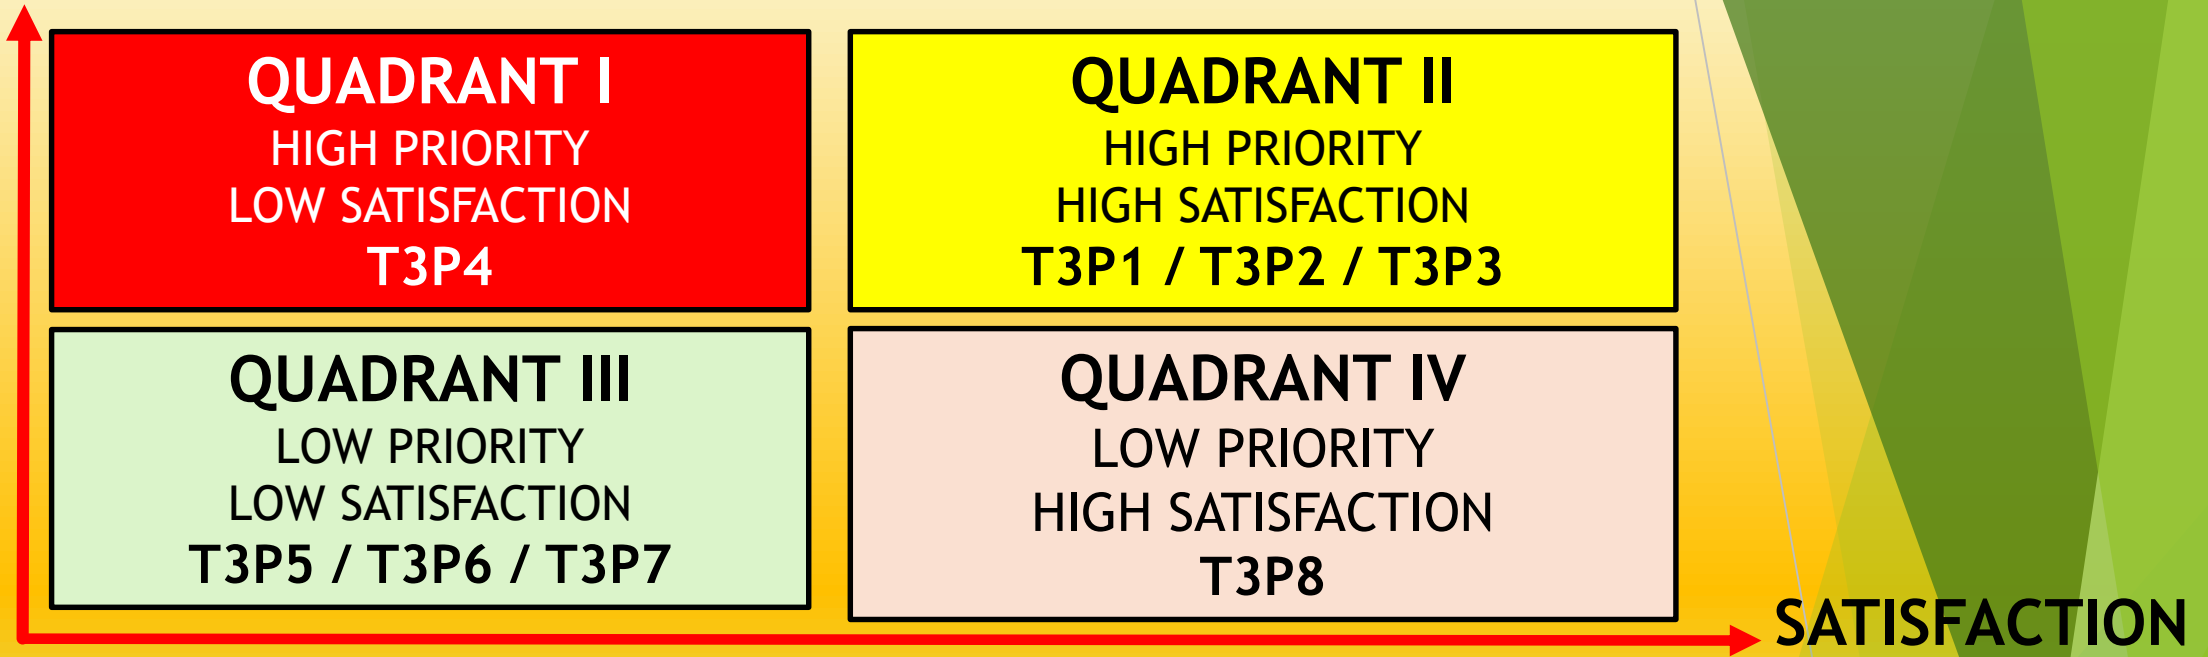 QUADRANT I
HIGH PRIORITY
LOW SATISFACTION
T3P4
QUADRANT II
HIGH PRIORITY
HIGH SATISFACTION
T3P1 / T3P2 / T3P3
QUADRANT III
LOW PRIORITY
LOW SATISFACTION
T3P5 / T3P6 / T3P7
QUADRANT IV
LOW PRIORITY
HIGH SATISFACTION
T3P8
SATISFACTION